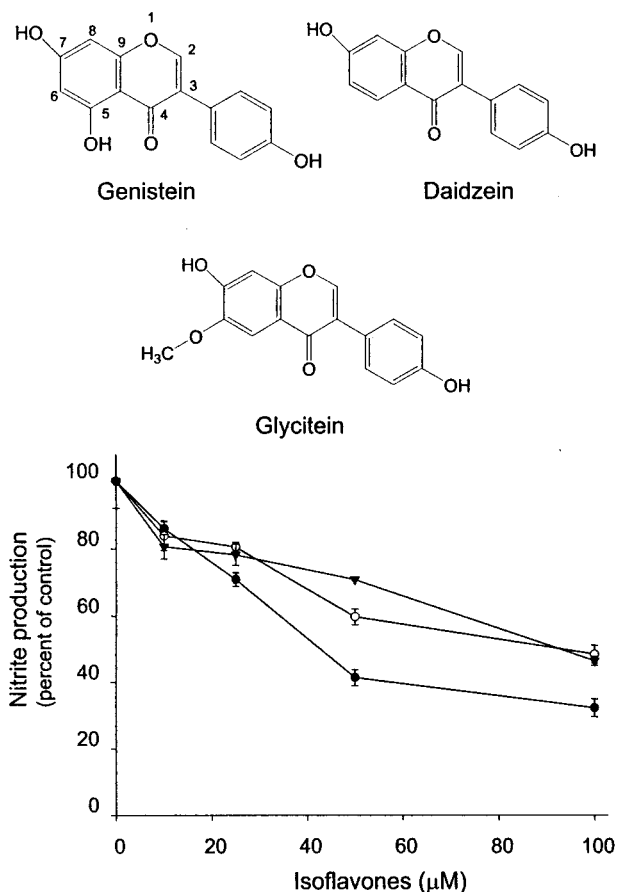 HO
8
O
1
2
7
9
6
3
5
4
OH
O
OH
Genistein
HO
O
O
OH
Daidzein
HO
O
H₃C
O
O
OH
Glycitein
Nitrite production
(percent of control)
100
80
60
40
20
0
0 20 40 60 80 100
Isoflavones (μM)